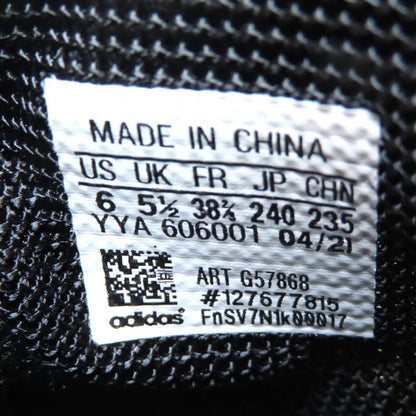 MADE IN CHINA
US UK FR JP CHN
6 5½ 38⅔ 240 235
YYA 606001 04/21
ART G57868
#127677815
adidas FnSV7N1k00017